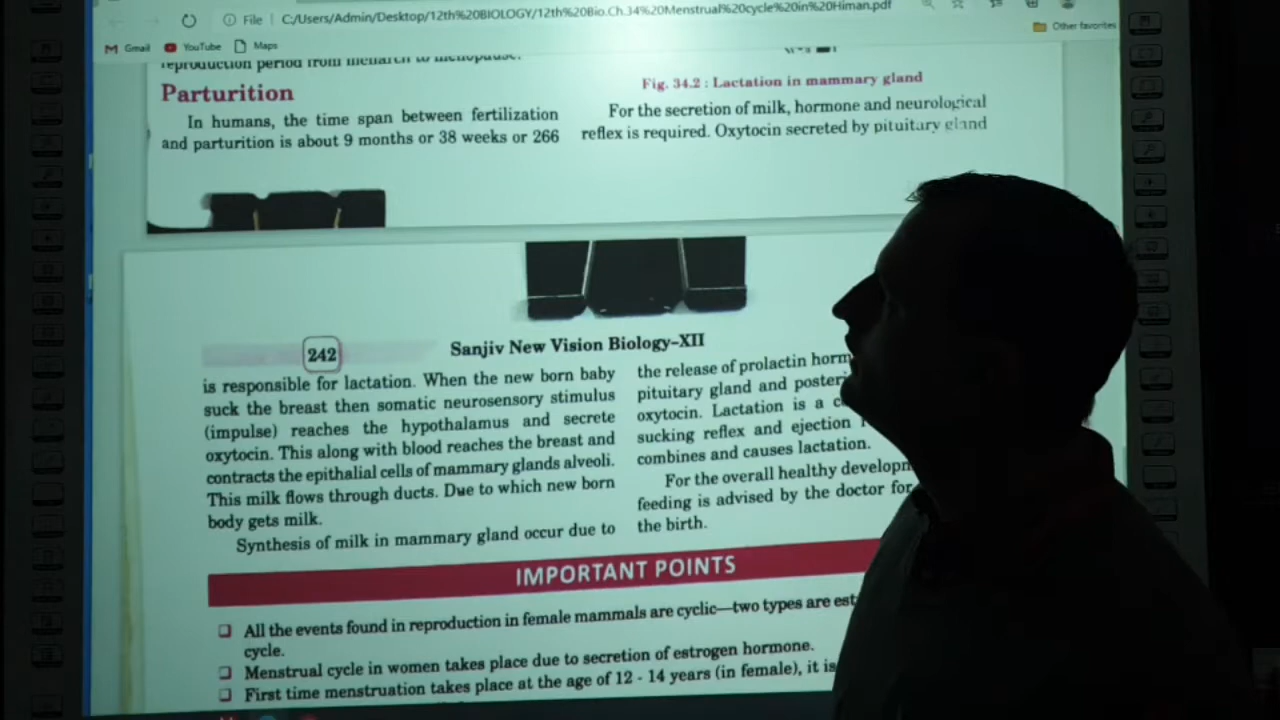 File
C:/Users/Admin/Desktop/12th%20BIOLOGY/12th%20Bio.Ch.34%20Menstrual%20cycle%20in%20Himan.pdf
Gmail
YouTube
Maps
Other favorites
reproduction period from menarch to menopause.
Parturition
In humans, the time span between fertilization
and parturition is about 9 months or 38 weeks or 266
Fig. 34.2 : Lactation in mammary gland
For the secretion of milk, hormone and neurological
reflex is required. Oxytocin secreted by pituitary gland
242
Sanjiv New Vision Biology–XII
is responsible for lactation. When the new born baby
suck the breast then somatic neurosensory stimulus
(impulse) reaches the hypothalamus and secrete
oxytocin. This along with blood reaches the breast and
contracts the epithalial cells of mammary glands alveoli.
This milk flows through ducts. Due to which new born
body gets milk.
Synthesis of milk in mammary gland occur due to
the release of prolactin horm
pituitary gland and posteri
oxytocin. Lactation is a c
sucking reflex and ejection
combines and causes lactation.
For the overall healthy developn
feeding is advised by the doctor for
the birth.
IMPORTANT POINTS
❑ All the events found in reproduction in female mammals are cyclic—two types are est
cycle.
❑ Menstrual cycle in women takes place due to secretion of estrogen hormone.
❑ First time menstruation takes place at the age of 12 - 14 years (in female), it is